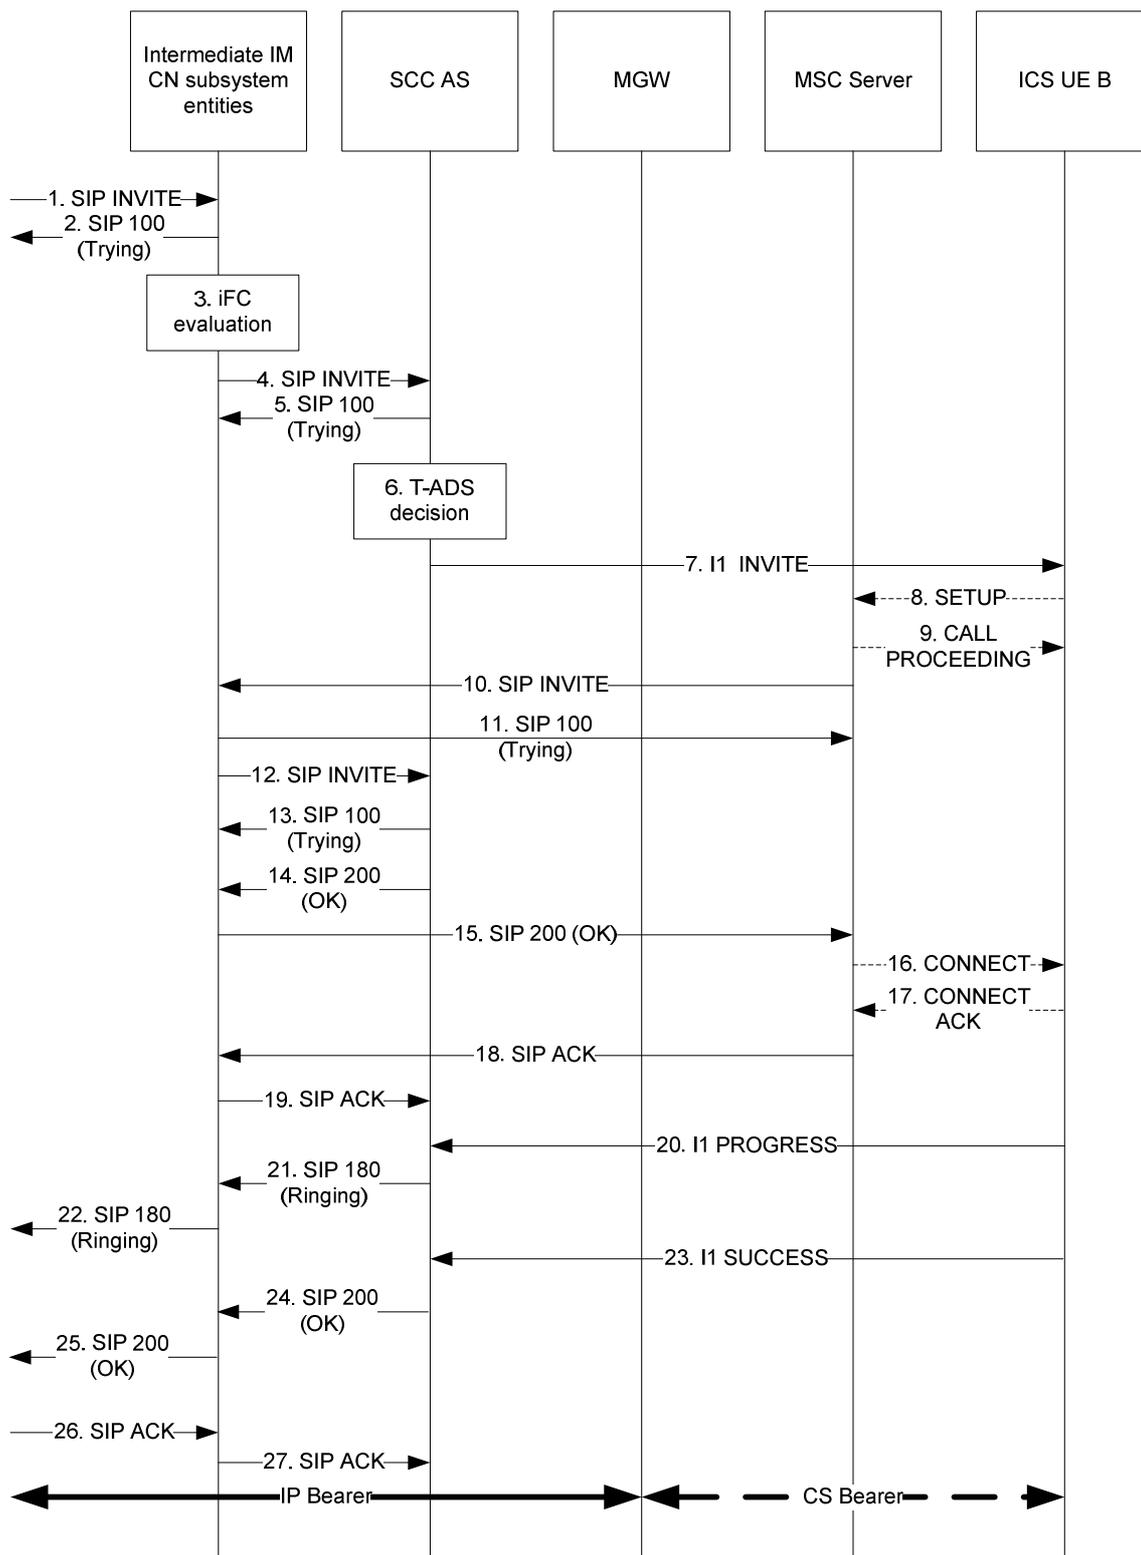 Intermediate IM
CN subsystem
entities
SCC AS
MGW
MSC Server
ICS UE B
1. SIP INVITE
2. SIP 100
(Trying)
3. iFC
evaluation
4. SIP INVITE
5. SIP 100
(Trying)
6. T-ADS
decision
7. I1 INVITE
8. SETUP
9. CALL
PROCEEDING
10. SIP INVITE
11. SIP 100
(Trying)
12. SIP INVITE
13. SIP 100
(Trying)
14. SIP 200
(OK)
15. SIP 200 (OK)
16. CONNECT
17. CONNECT
ACK
18. SIP ACK
19. SIP ACK
20. I1 PROGRESS
21. SIP 180
(Ringing)
22. SIP 180
(Ringing)
23. I1 SUCCESS
24. SIP 200
(OK)
25. SIP 200
(OK)
26. SIP ACK
27. SIP ACK
IP Bearer
CS Bearer